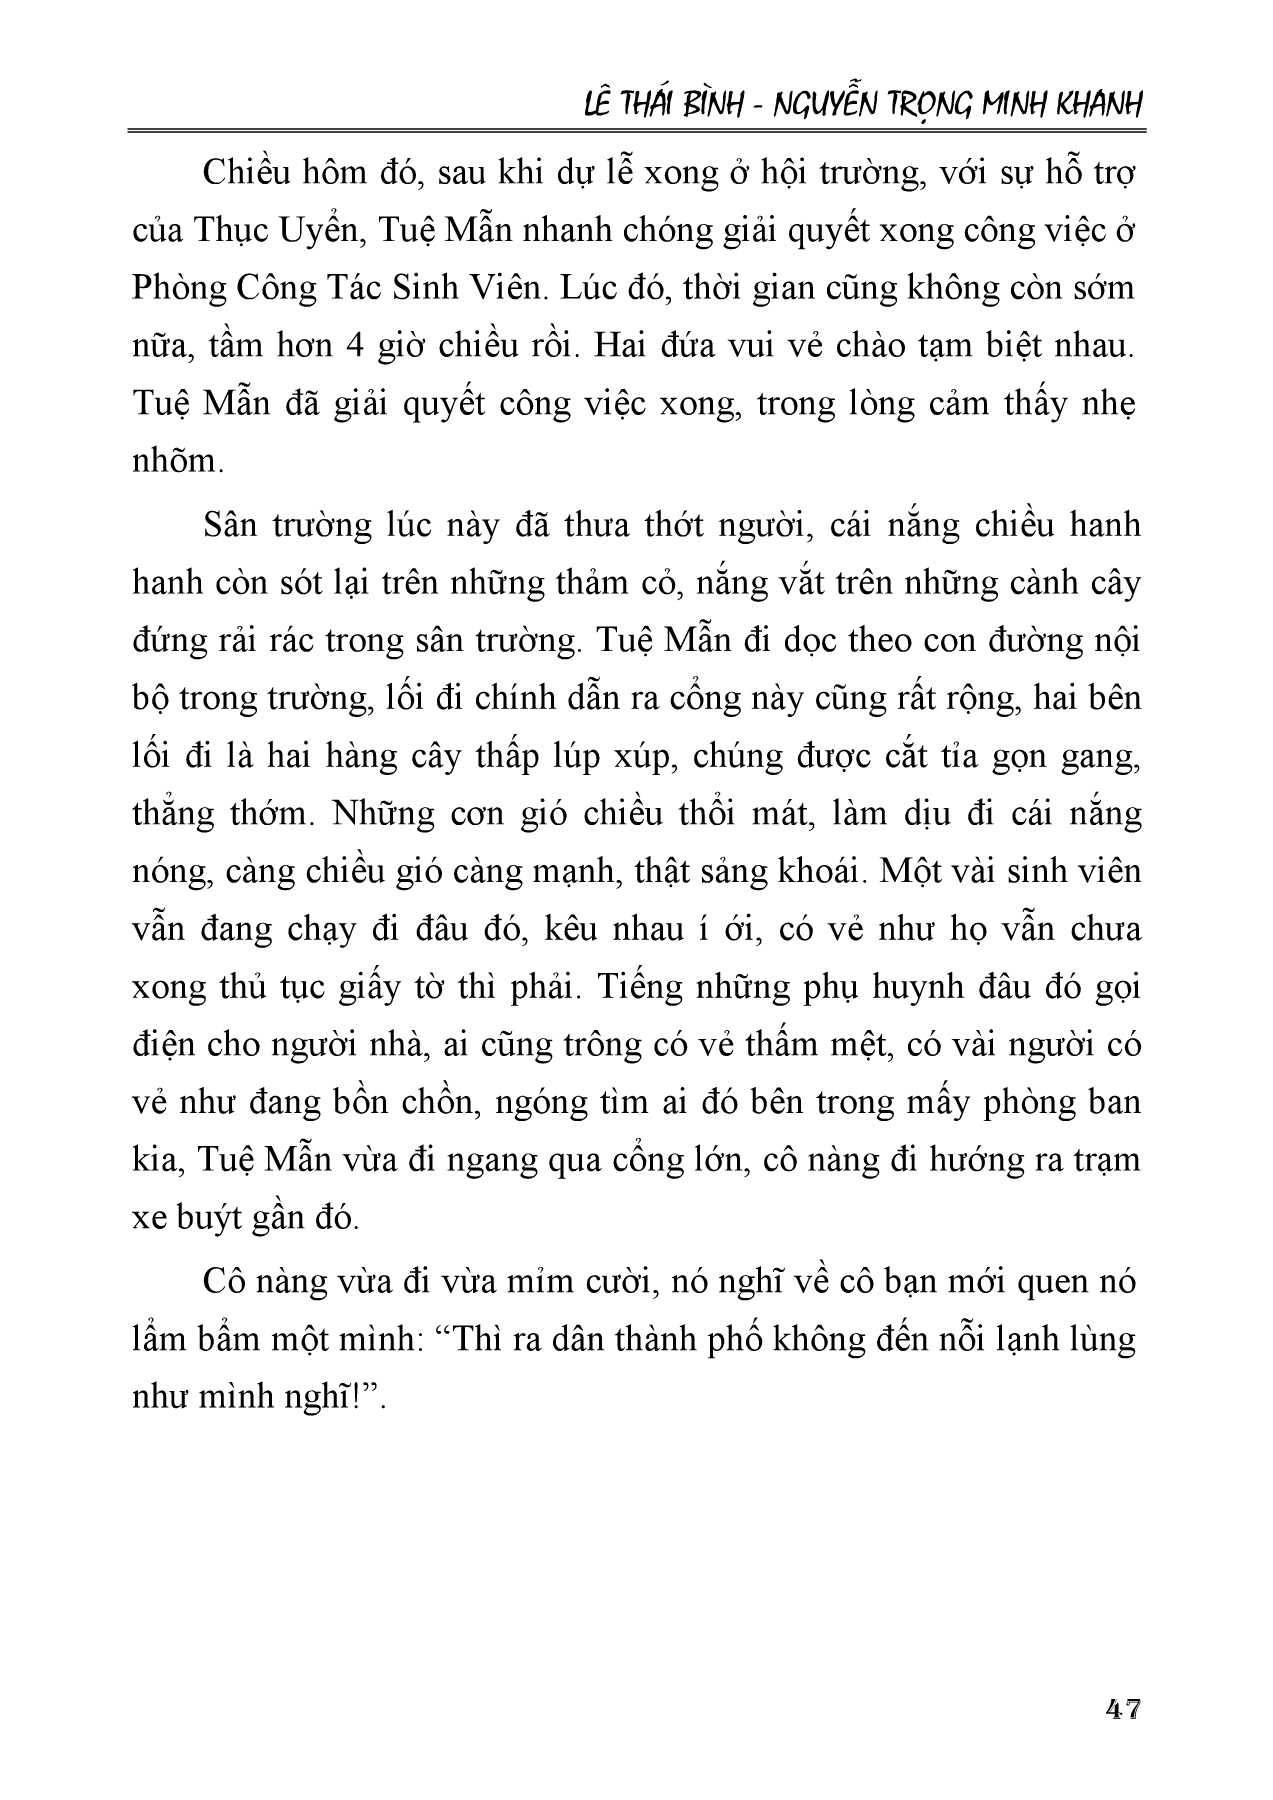 LÊ THÁI BÌNH - NGUYỄN TRỌNG MINH KHANH
Chiều hôm đó, sau khi dự lễ xong ở hội trường, với sự hỗ trợ
của Thục Uyển, Tuệ Mẫn nhanh chóng giải quyết xong công việc ở
Phòng Công Tác Sinh Viên. Lúc đó, thời gian cũng không còn sớm
nữa, tầm hơn 4 giờ chiều rồi. Hai đứa vui vẻ chào tạm biệt nhau.
Tuệ Mẫn đã giải quyết công việc xong, trong lòng cảm thấy nhẹ
nhõm.
Sân trường lúc này đã thưa thớt người, cái nắng chiều hanh
hanh còn sót lại trên những thảm cỏ, nắng vắt trên những cành cây
đứng rải rác trong sân trường. Tuệ Mẫn đi dọc theo con đường nội
bộ trong trường, lối đi chính dẫn ra cổng này cũng rất rộng, hai bên
lối đi là hai hàng cây thấp lúp xúp, chúng được cắt tỉa gọn gang,
thẳng thớm. Những cơn gió chiều thổi mát, làm dịu đi cái nắng
nóng, càng chiều gió càng mạnh, thật sảng khoái. Một vài sinh viên
vẫn đang chạy đi đâu đó, kêu nhau í ới, có vẻ như họ vẫn chưa
xong thủ tục giấy tờ thì phải. Tiếng những phụ huynh đâu đó gọi
điện cho người nhà, ai cũng trông có vẻ thấm mệt, có vài người có
vẻ như đang bồn chồn, ngóng tìm ai đó bên trong mấy phòng ban
kia, Tuệ Mẫn vừa đi ngang qua cổng lớn, cô nàng đi hướng ra trạm
xe buýt gần đó.
Cô nàng vừa đi vừa mỉm cười, nó nghĩ về cô bạn mới quen nó
lẩm bẩm một mình: “Thì ra dân thành phố không đến nỗi lạnh lùng
như mình nghĩ!”.
47